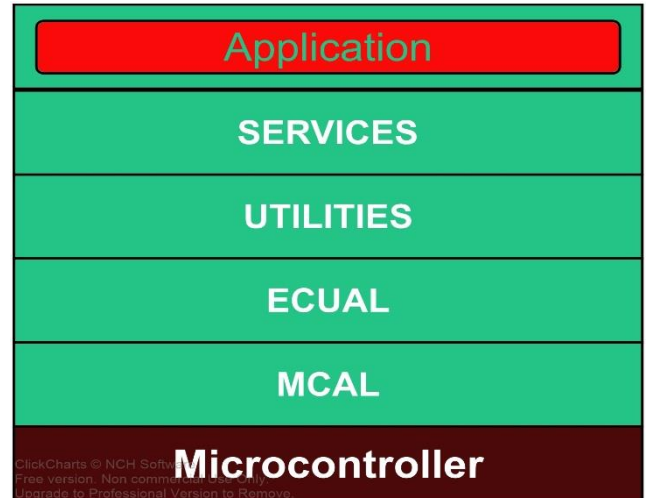 Application
SERVICES
UTILITIES
ECUAL
MCAL
Microcontroller
ClickCharts © NCH Software
Free version. Non commercial Use Only.
Upgrade to Professional Version to Remove.